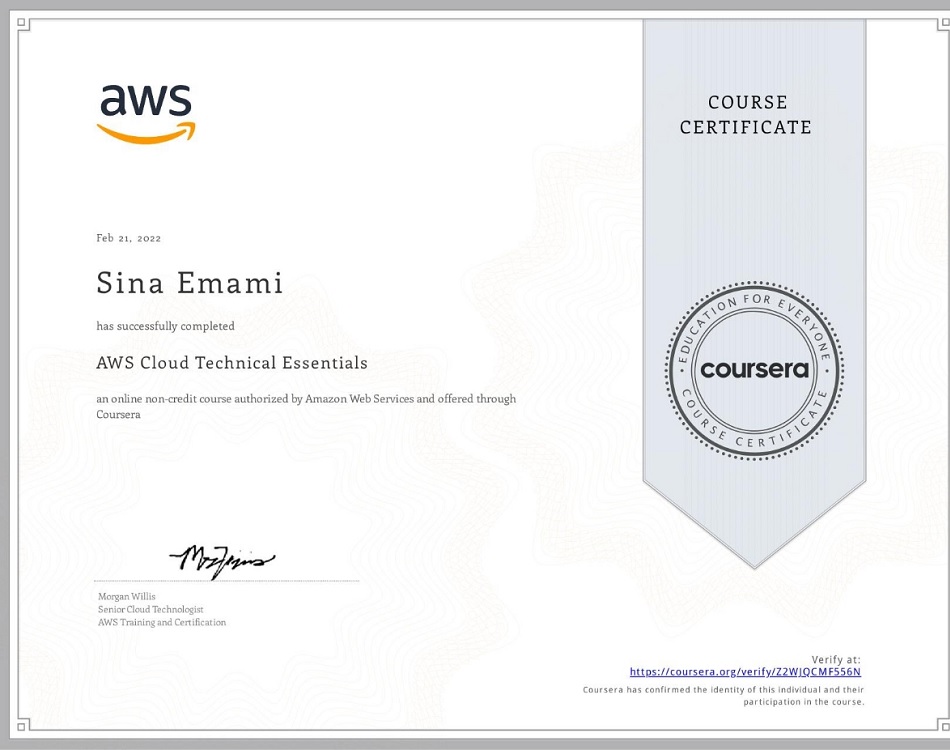 aws
COURSE
CERTIFICATE
Feb 21, 2022
Sina Emami
has successfully completed
AWS Cloud Technical Essentials
an online non-credit course authorized by Amazon Web Services and offered through
Coursera
EDUCATION FOR EVERYONE
coursera
COURSE CERTIFICATE
Morgan Willis
Senior Cloud Technologist
AWS Training and Certification
Verify at:
https://coursera.org/verify/Z2WJQCMF556N
Coursera has confirmed the identity of this individual and their
participation in the course.